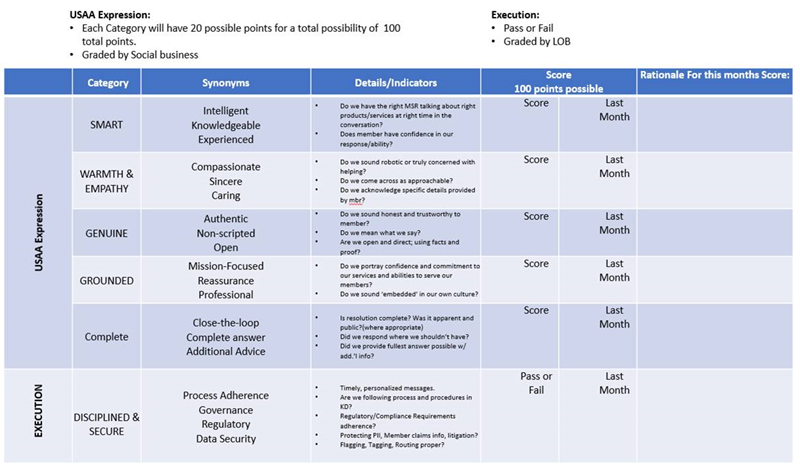 USAA Expression:
• Each Category will have 20 possible points for a total possibility of 100
total points.
• Graded by Social business
Execution:
• Pass or Fail
• Graded by LOB
Category
Synonyms
Details/Indicators
Score
100 points possible
Rationale For this months Score:
USAA Expression
SMART
Intelligent
Knowledgeable
Experienced
• Do we have the right MSR talking about right
products/services at right time in the
conversation?
• Does member have confidence in our
response/ability?
Score
Last
Month
WARMTH &
EMPATHY
Compassionate
Sincere
Caring
• Do we sound robotic or truly concerned with
helping?
• Do we come across as approachable?
• Do we acknowledge specific details provided
by mbr?
Score
Last
Month
GENUINE
Authentic
Non-scripted
Open
• Do we sound honest and trustworthy to
member?
• Do we mean what we say?
• Are we open and direct; using facts and
proof?
Score
Last
Month
GROUNDED
Mission-Focused
Reassurance
Professional
• Do we portray confidence and commitment to
our services and abilities to serve our
members?
• Do we sound 'embedded' in our own culture?
Score
Last
Month
Complete
Close-the-loop
Complete answer
Additional Advice
• Is resolution complete? Was it apparent and
public?(where appropriate)
• Did we respond where we shouldn't have?
• Did we provide fullest answer possible w/
add.'l info?
Score
Last
Month
EXECUTION
DISCIPLINED &
SECURE
Process Adherence
Governance
Regulatory
Data Security
• Timely, personalized messages.
• Are we following process and procedures in
KD?
• Regulatory/Compliance Requirements
adherence?
• Protecting PII, Member claims info, litigation?
• Flagging, Tagging, Routing proper?
Pass or
Fail
Last
Month